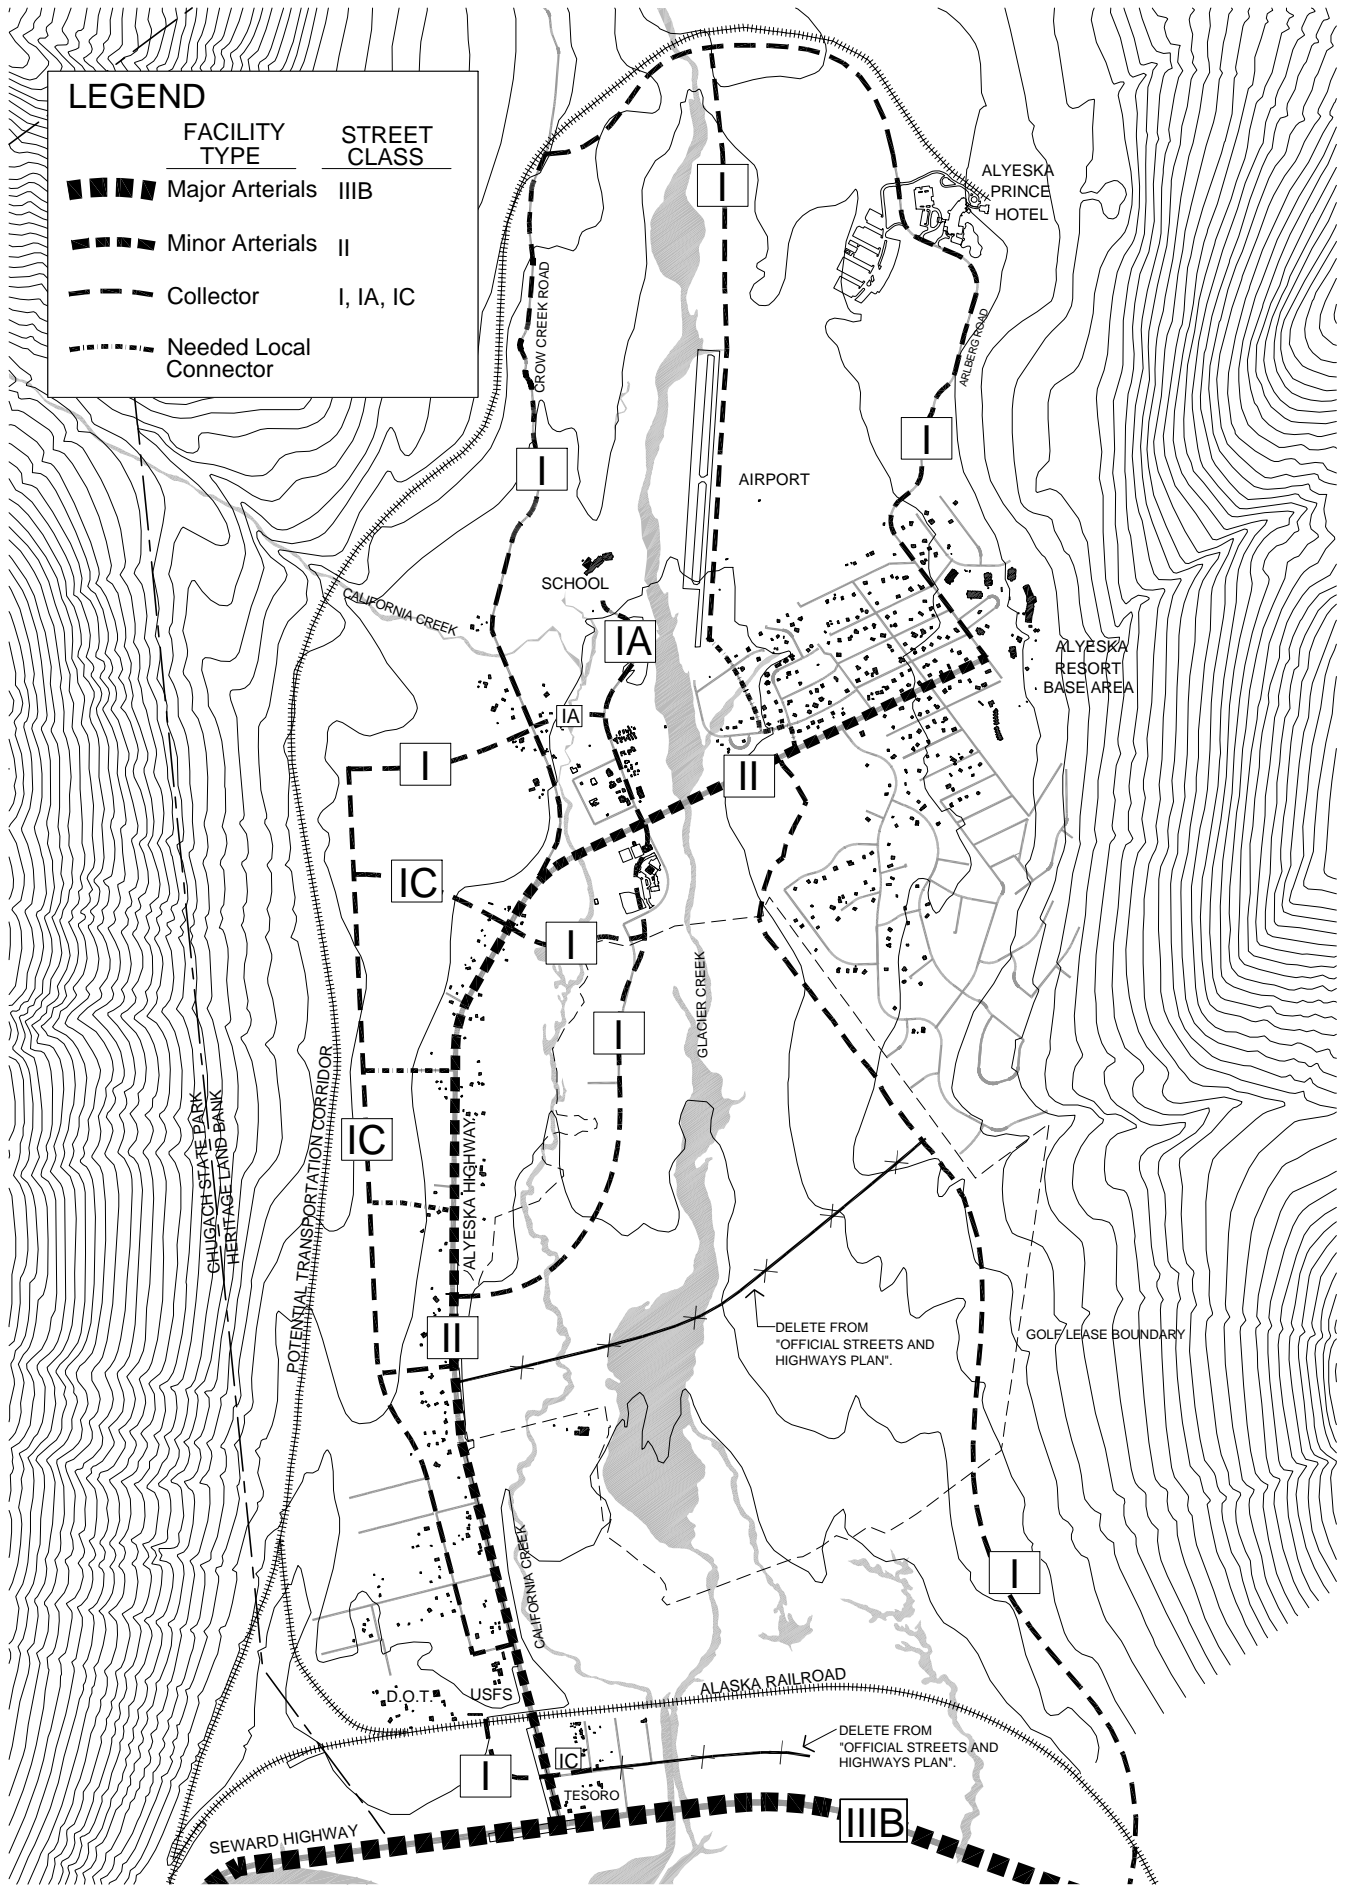 LEGEND
FACILITY TYPE
STREET CLASS
Major Arterials IIIB
Minor Arterials II
Collector I, IA, IC
Needed Local
Connector
ALYESKA
PRINCE
HOTEL
I
CROW CREEK ROAD
ARLBERG ROAD
I
I
AIRPORT
SCHOOL
CALIFORNIA CREEK
IA
ALYESKA
RESORT
BASE AREA
IA
I
II
IC
I
GLACIER CREEK
I
POTENTIAL TRANSPORTATION CORRIDOR
CHUGACH STATE PARK
HERITAGE LAND BANK
IC
ALYESKA HIGHWAY
II
DELETE FROM
"OFFICIAL STREETS AND
HIGHWAYS PLAN".
GOLF LEASE BOUNDARY
CALIFORNIA CREEK
I
D.O.T.
USFS
ALASKA RAILROAD
DELETE FROM
"OFFICIAL STREETS AND
HIGHWAYS PLAN".
IC
I
TESORO
SEWARD HIGHWAY
IIIB